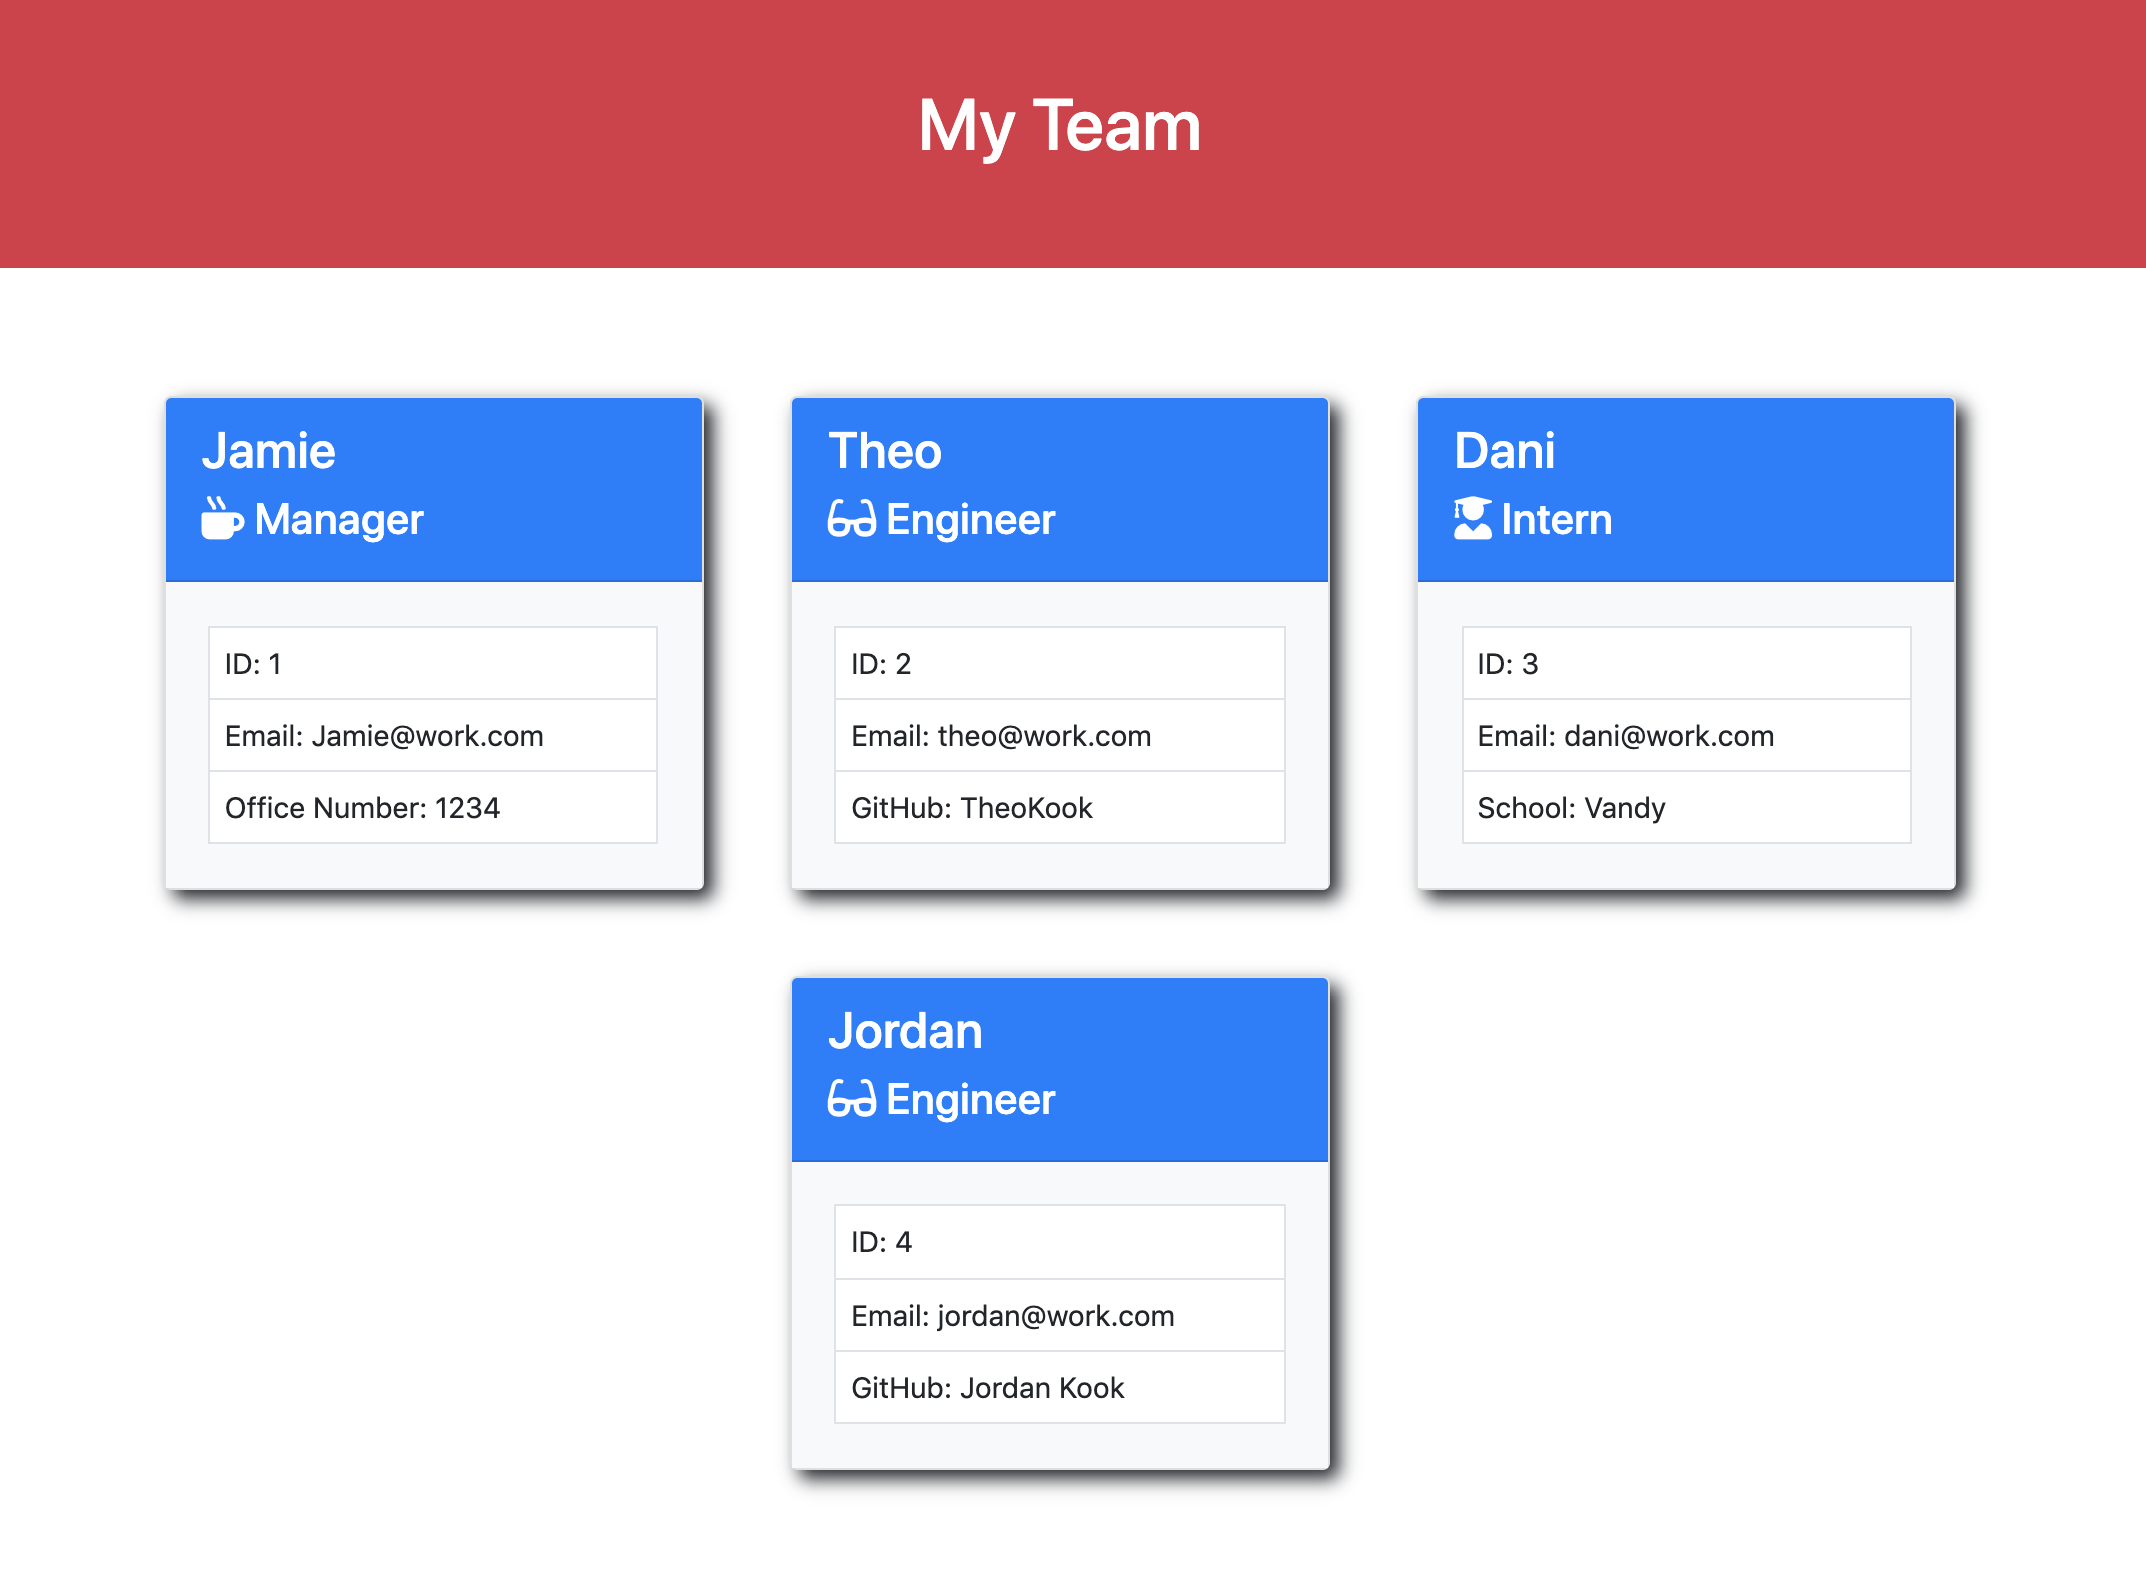 My Team
Jamie
Manager
ID: 1
Email: Jamie@work.com
Office Number: 1234
Theo
Engineer
ID: 2
Email: theo@work.com
GitHub: TheoKook
Dani
Intern
ID: 3
Email: dani@work.com
School: Vandy
Jordan
Engineer
ID: 4
Email: jordan@work.com
GitHub: Jordan Kook